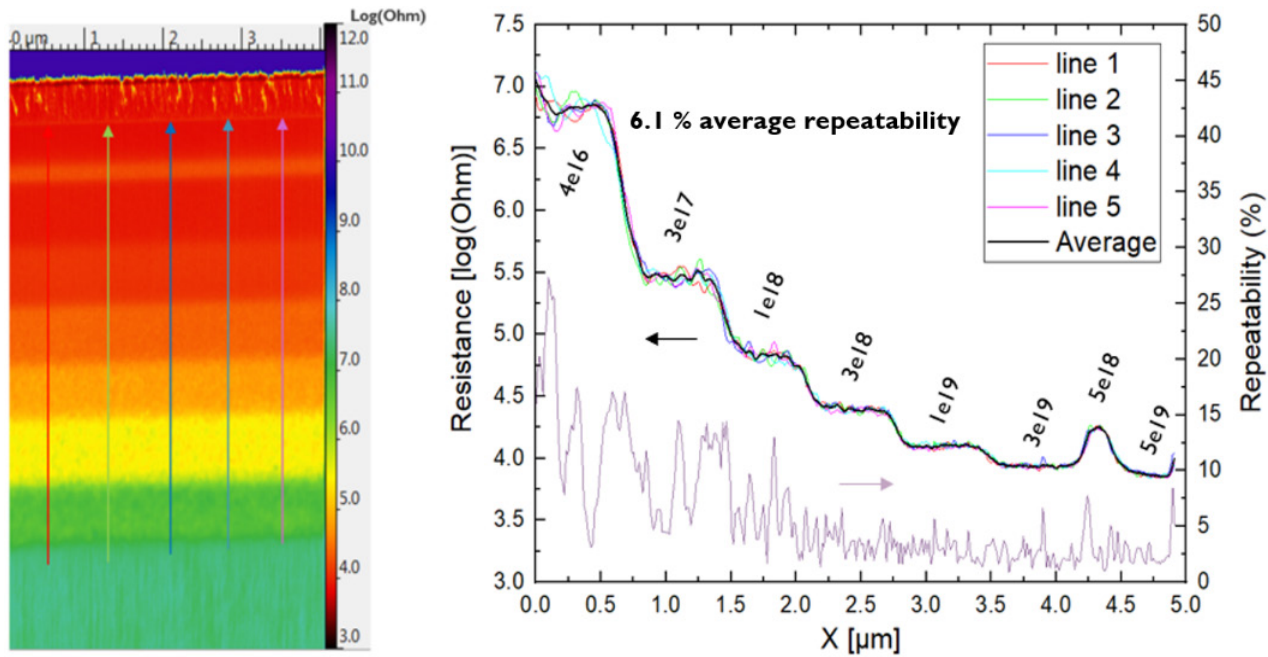 Log(Ohm)
0 µm 1 2 3
12.0
11.0
10.0
9.0
8.0
7.0
6.0
5.0
4.0
3.0
7.5
7.0
6.5
6.0
5.5
5.0
4.5
4.0
3.5
3.0
Resistance [log(Ohm)]
6.1 % average repeatability
line 1
line 2
line 3
line 4
line 5
Average
4e16
3e17
1e18
3e18
1e19
3e19
5e18
5e19
50
45
40
35
30
25
20
15
10
5
0
Repeatability (%)
0.0 0.5 1.0 1.5 2.0 2.5 3.0 3.5 4.0 4.5 5.0
X [µm]